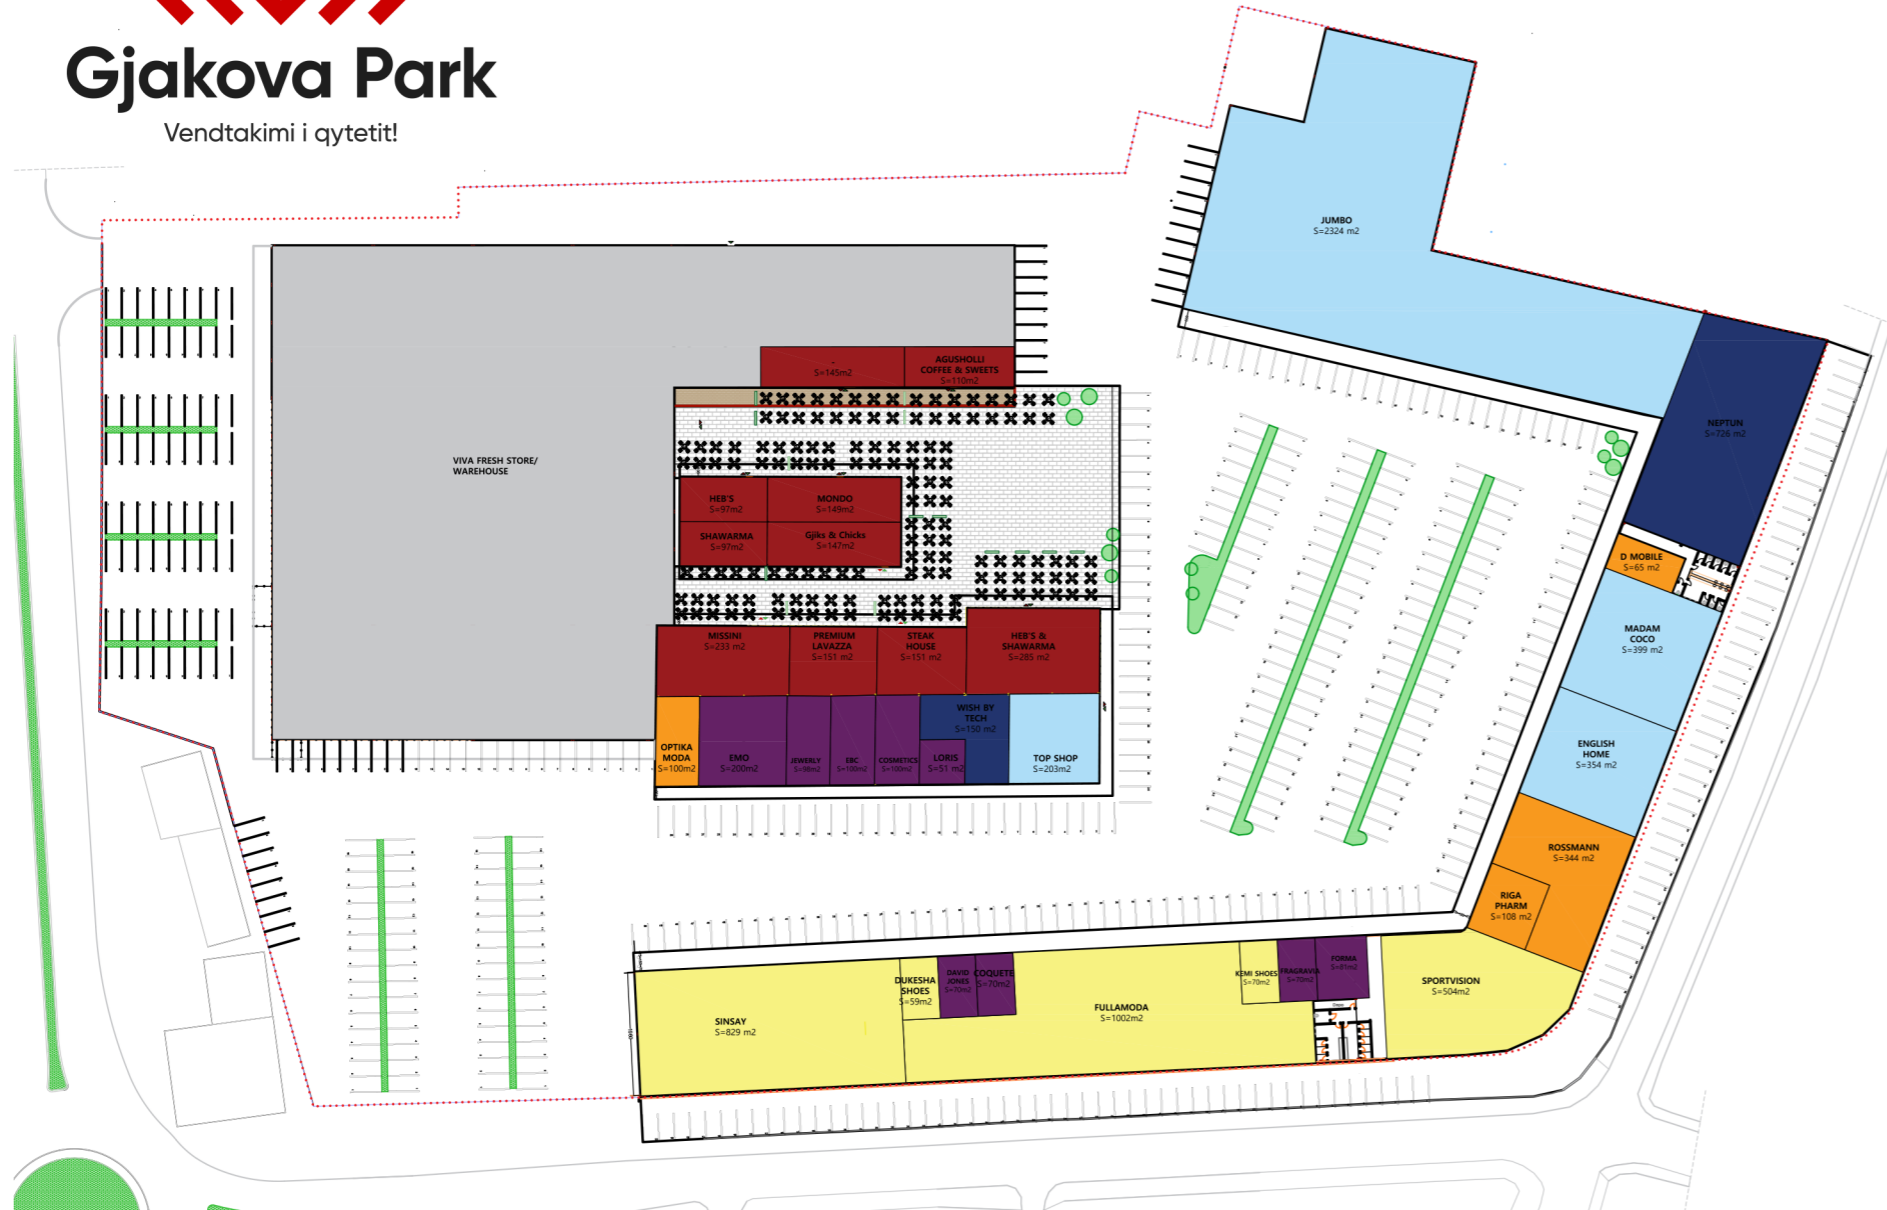 Gjakova Park
Vendtakimi i qytetit!
JUMBO
S=2324 m2
NEPTUN
S=726 m2
-
S=145m2
AGUSHOLLI
COFFEE & SWEETS
S=110m2
VIVA FRESH STORE/
WAREHOUSE
HEB'S
S=97m2
MONDO
S=149m2
SHAWARMA
S=97m2
Gjiks & Chicks
S=147m2
D MOBILE
S=65 m2
MADAM
COCO
S=399 m2
MISSINI
S=233 m2
PREMIUM
LAVAZZA
S=151 m2
STEAK
HOUSE
S=151 m2
HEB'S &
SHAWARMA
S=285 m2
OPTIKA
MODA
S=100m2
EMO
S=200m2
JEWERLY
S=98m2
EBC
S=100m2
COSMETICS
S=100m2
WISH BY
TECH
S=150 m2
LORIS
S=51 m2
TOP SHOP
S=203m2
ENGLISH
HOME
S=354 m2
ROSSMANN
S=344 m2
RIGA
PHARM
S=108 m2
SINSAY
S=829 m2
DUKESHA
SHOES
S=59m2
DAVID
JONES
S=70m2
COQUETE
S=70m2
FULLAMODA
S=1002m2
KEMI SHOES
S=70m2
FRAGRAVIA
S=70m2
FORMA
S=81m2
SPORTVISION
S=504m2